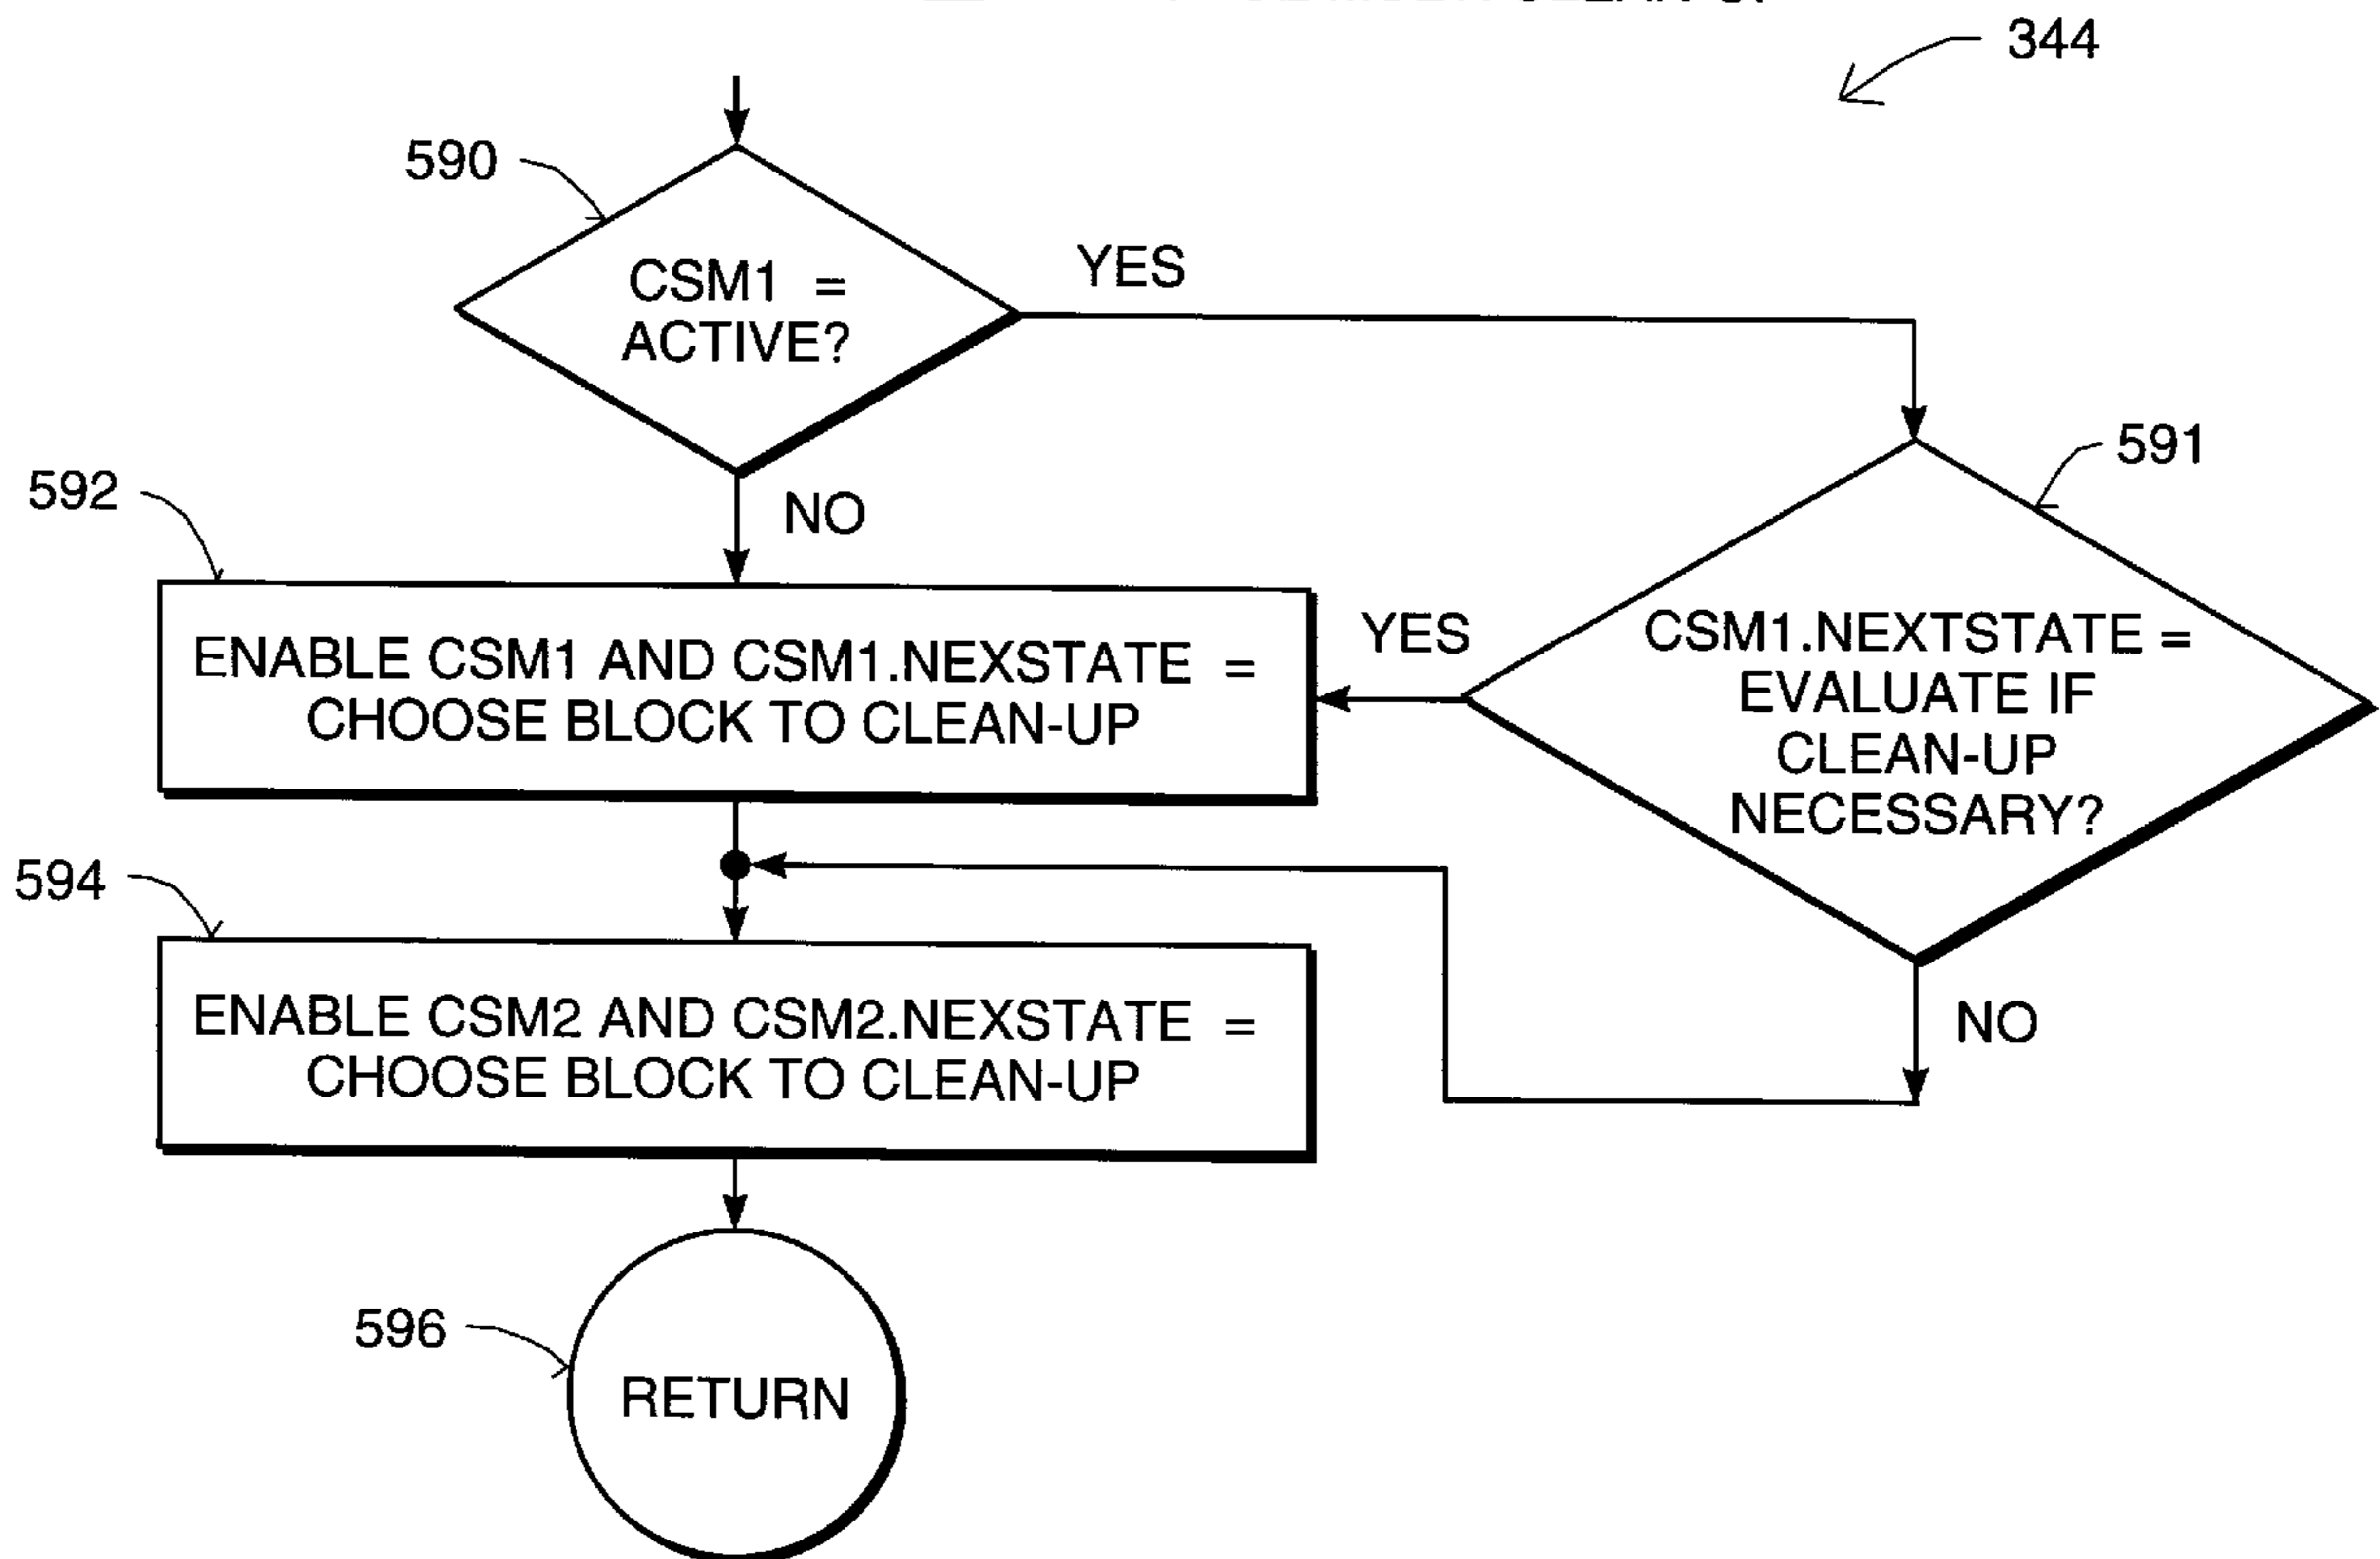 344
590
CSM1 =
ACTIVE?
YES
591
592
NO
ENABLE CSM1 AND CSM1.NEXSTATE =
CHOOSE BLOCK TO CLEAN-UP
YES
CSM1.NEXTSTATE =
EVALUATE IF
CLEAN-UP
NECESSARY?
594
ENABLE CSM2 AND CSM2.NEXSTATE =
CHOOSE BLOCK TO CLEAN-UP
NO
596
RETURN